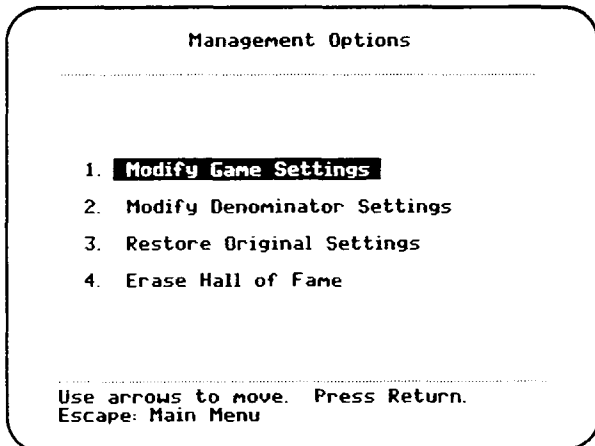 Management Options
1. Modify Game Settings
2. Modify Denominator Settings
3. Restore Original Settings
4. Erase Hall of Fame
Use arrows to move. Press Return.
Escape: Main Menu